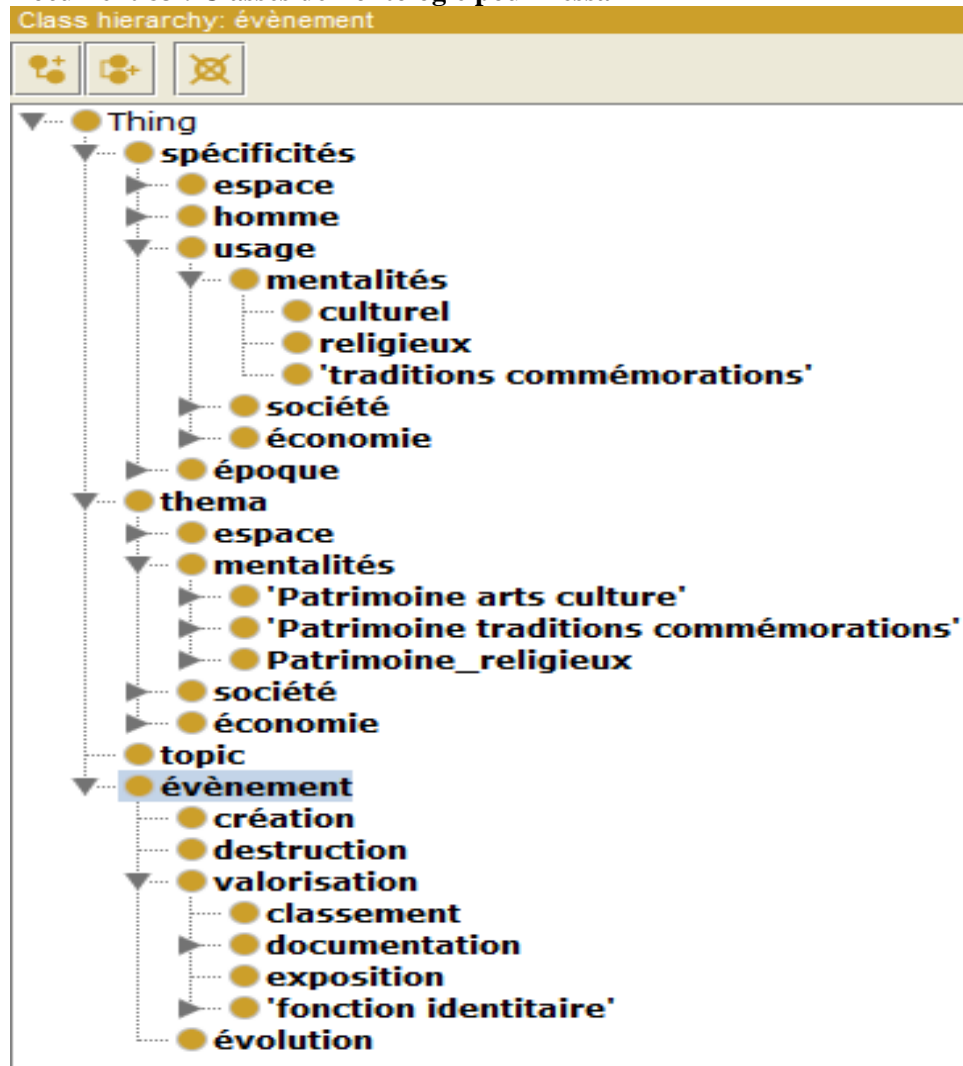 Class hierarchy: évènement
Thing
spécificités
espace
homme
usage
mentalités
culturel
religieux
'traditions commémorations'
société
économie
époque
thema
espace
mentalités
'Patrimoine arts culture'
'Patrimoine traditions commémorations'
Patrimoine_religieux
société
économie
topic
évènement
création
destruction
valorisation
classement
documentation
exposition
'fonction identitaire'
évolution